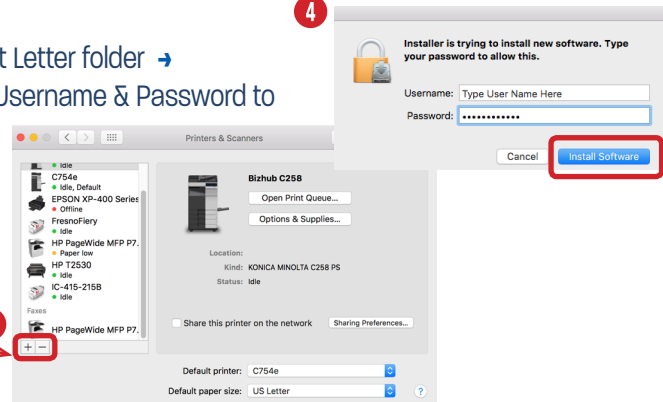 4
t Letter folder →
Username & Password to
Installer is trying to install new software. Type
your password to allow this.
Username: Type User Name Here
Password: ••••••••••••
Cancel Install Software
Printers & Scanners
Idle
C754e
Idle, Default
EPSON XP-400 Series
Offline
FresnoFiery
Idle
HP PageWide MFP P7.
Paper low
HP T2530
Idle
IC-415-215B
Idle
Faxes
HP PageWide MFP P7.
+ −
Bizhub C258
Open Print Queue...
Options & Supplies...
Location:
Kind: KONICA MINOLTA C258 PS
Status: Idle
Share this printer on the network Sharing Preferences...
Default printer: C754e
Default paper size: US Letter ?